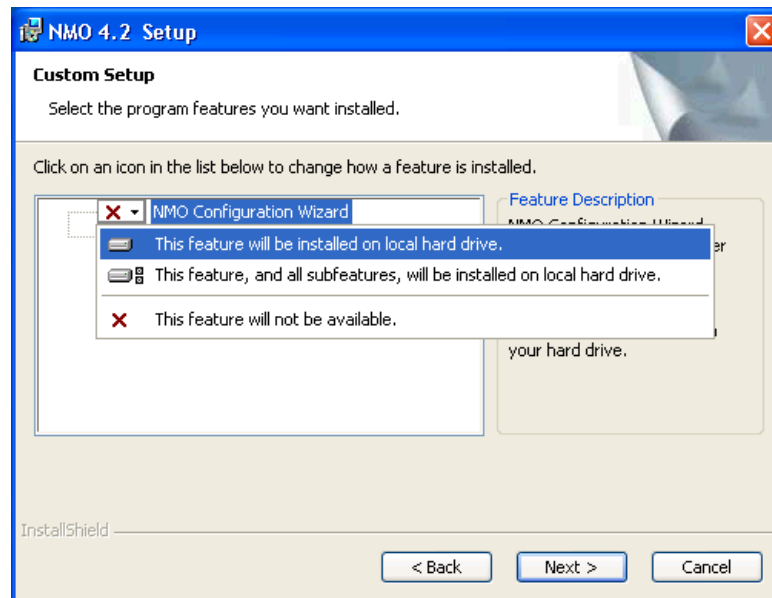 NMO 4.2 Setup
Custom Setup
Select the program features you want installed.
Click on an icon in the list below to change how a feature is installed.
NMO Configuration Wizard
Feature Description
NMO Configuration Wizard
This feature will be installed on local hard drive.
This feature, and all subfeatures, will be installed on local hard drive.
This feature will not be available.
your hard drive.
InstallShield
< Back
Next >
Cancel